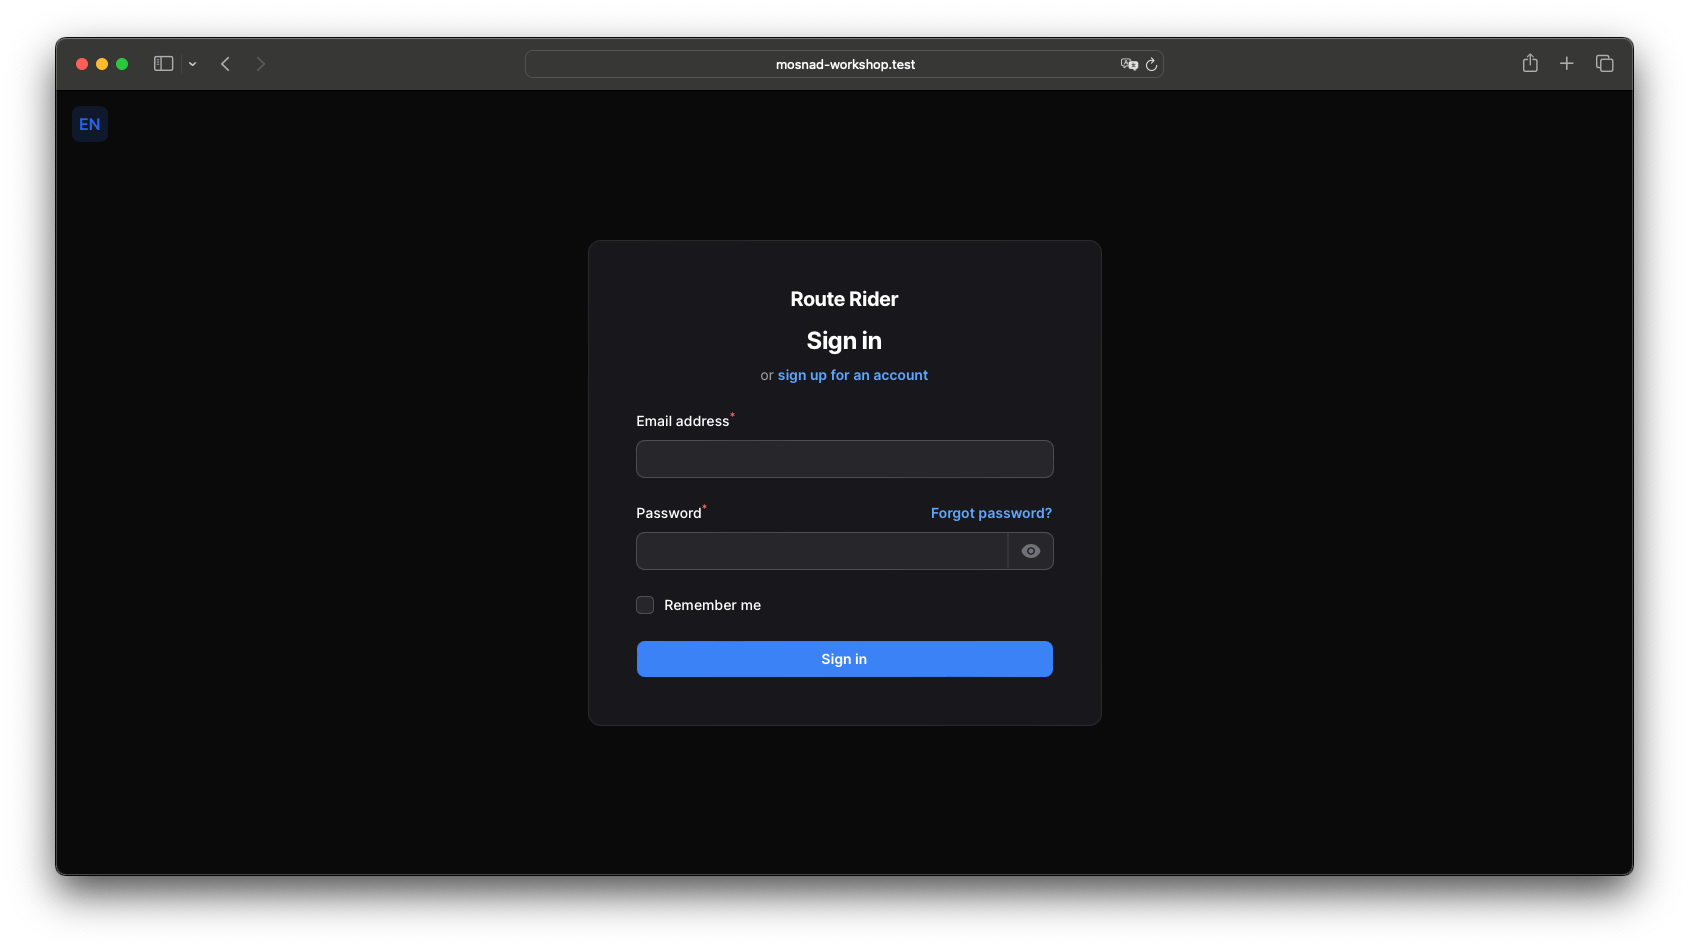 mosnad-workshop.test
EN
Route Rider
Sign in
or sign up for an account
Email address*
Password*
Forgot password?
Remember me
Sign in